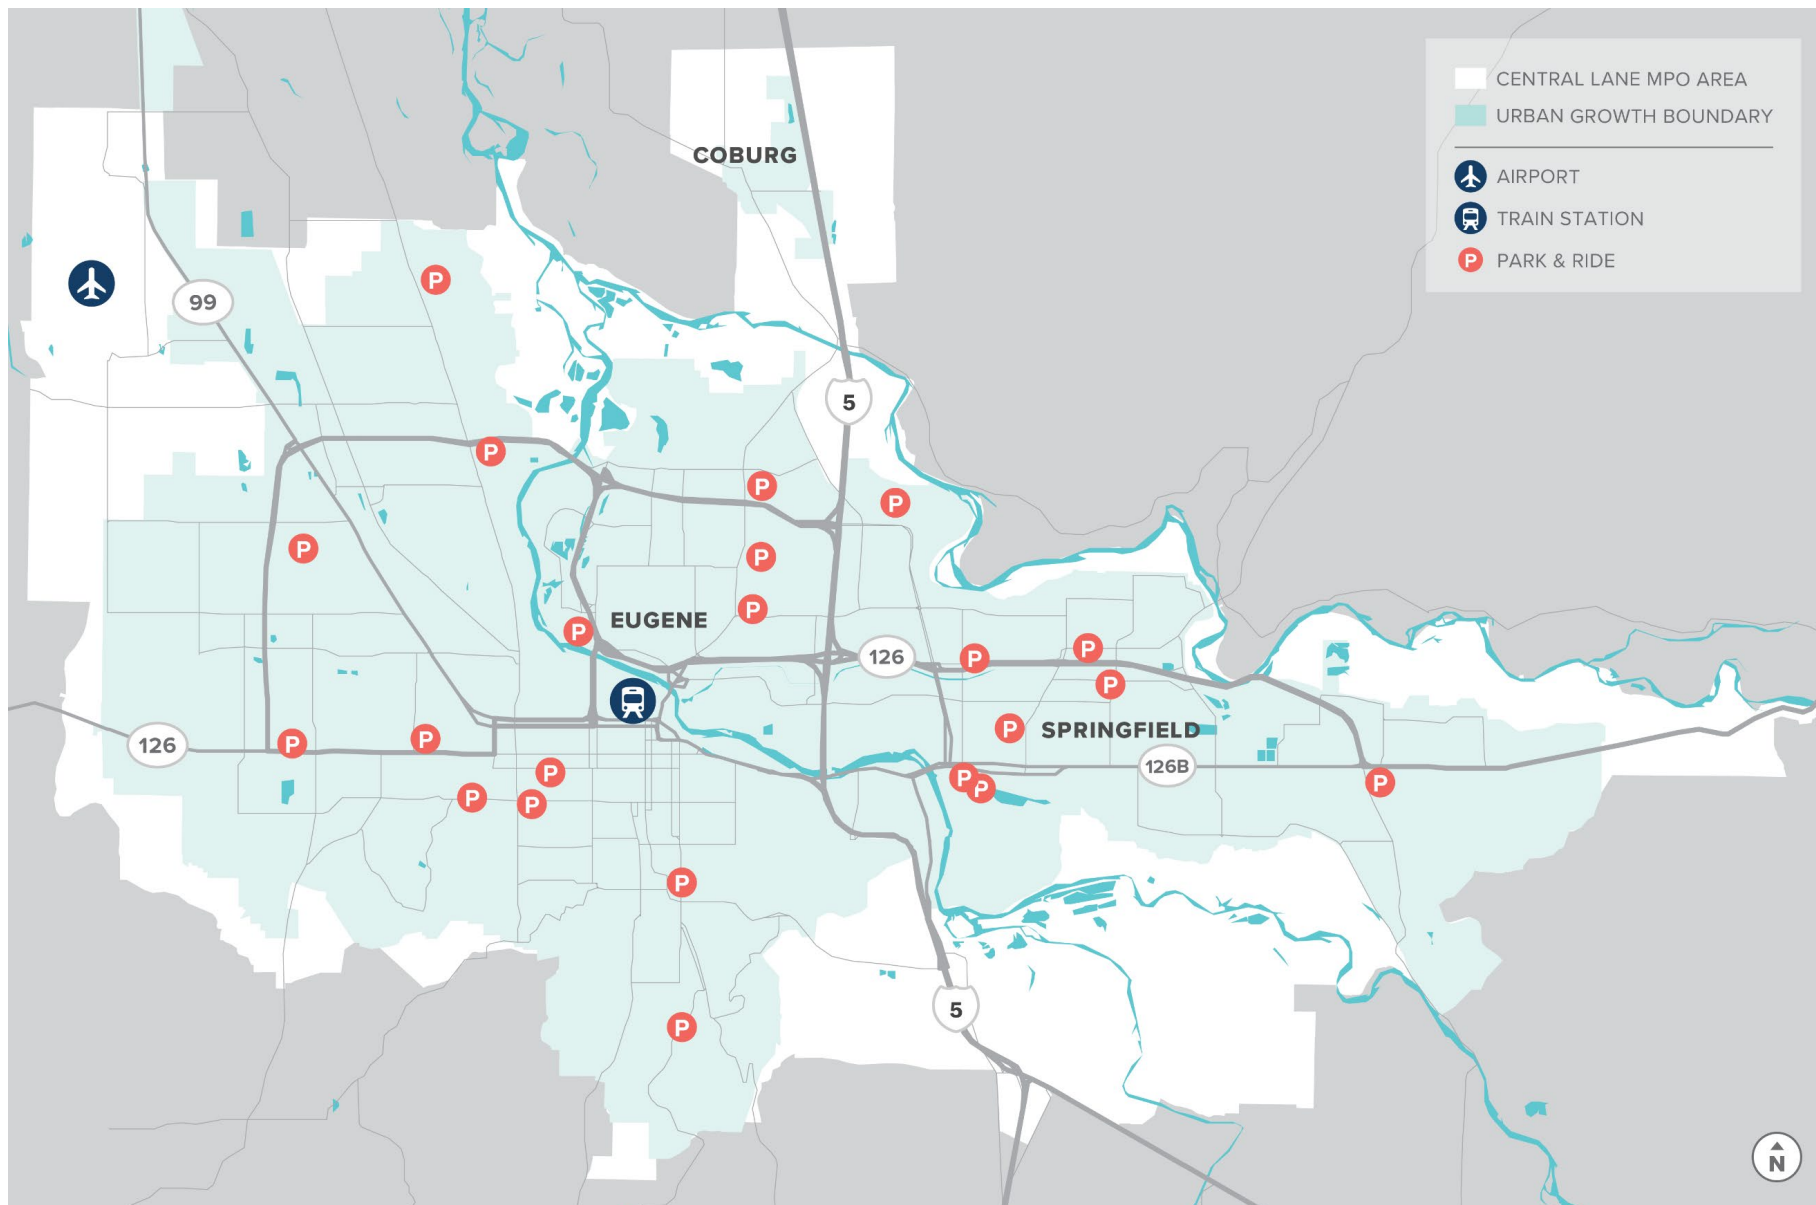 CENTRAL LANE MPO AREA
URBAN GROWTH BOUNDARY
AIRPORT
TRAIN STATION
P PARK & RIDE
COBURG
P
99
5
P
P
P
P
P
P
EUGENE
P
126
P
P
P
126
P
P
P
SPRINGFIELD
126B
P
P
P
P
P
P
P
P
5
P
N